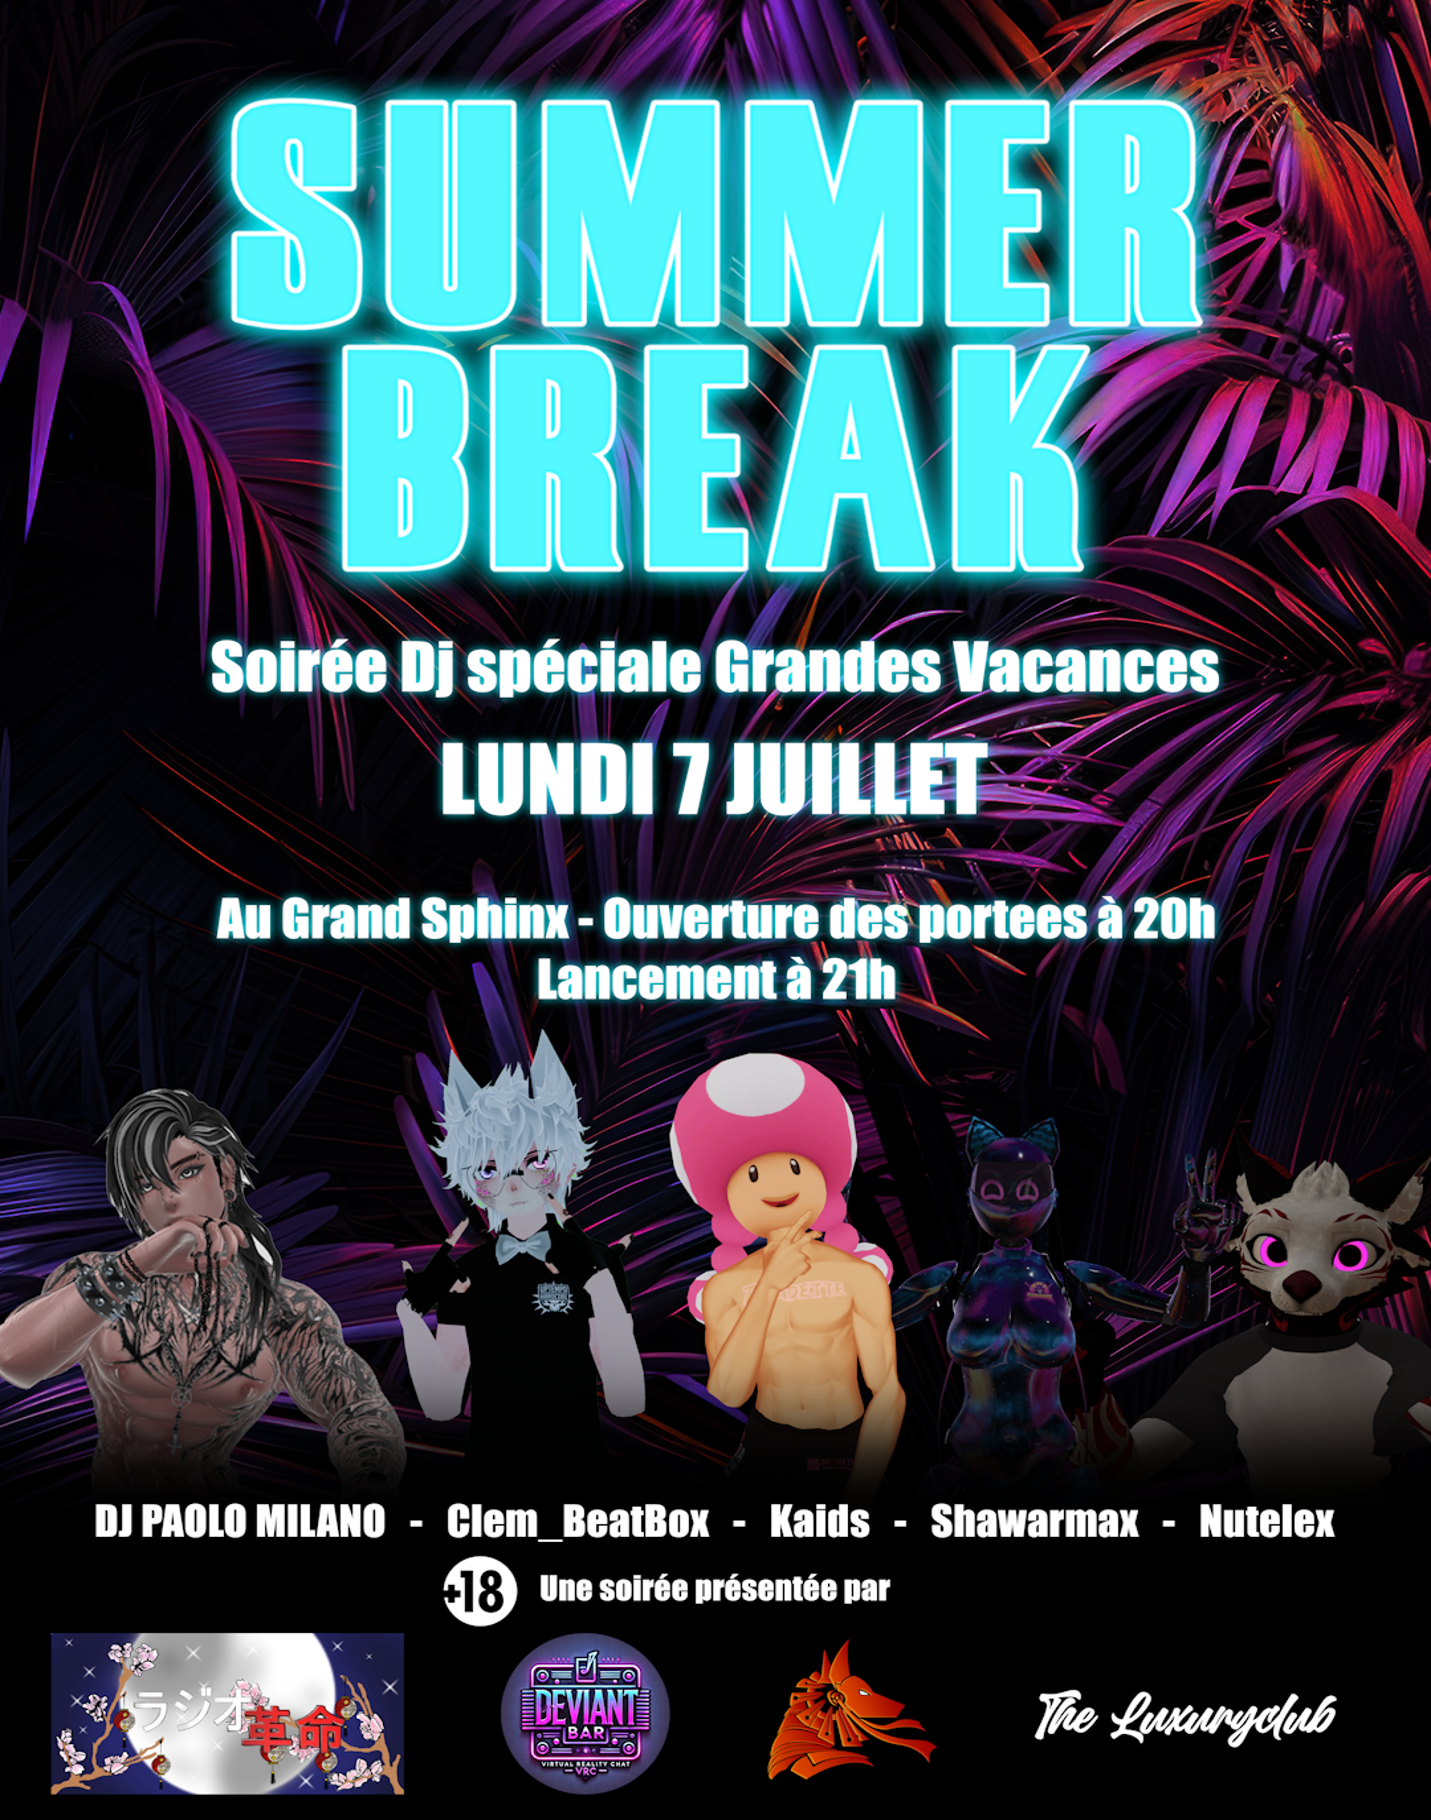 SUMMER
BREAK
Soirée Dj spéciale Grandes Vacances
LUNDI 7 JUILLET
Au Grand Sphinx - Ouverture des portees à 20h
Lancement à 21h
DJ PAOLO MILANO - Clem_BeatBox - Kaids - Shawarmax - Nutelex
+18 Une soirée présentée par
ラジオ革命
DEVIANT
BAR
VIRTUAL REALITY CHAT
VRC
The Luxuryclub